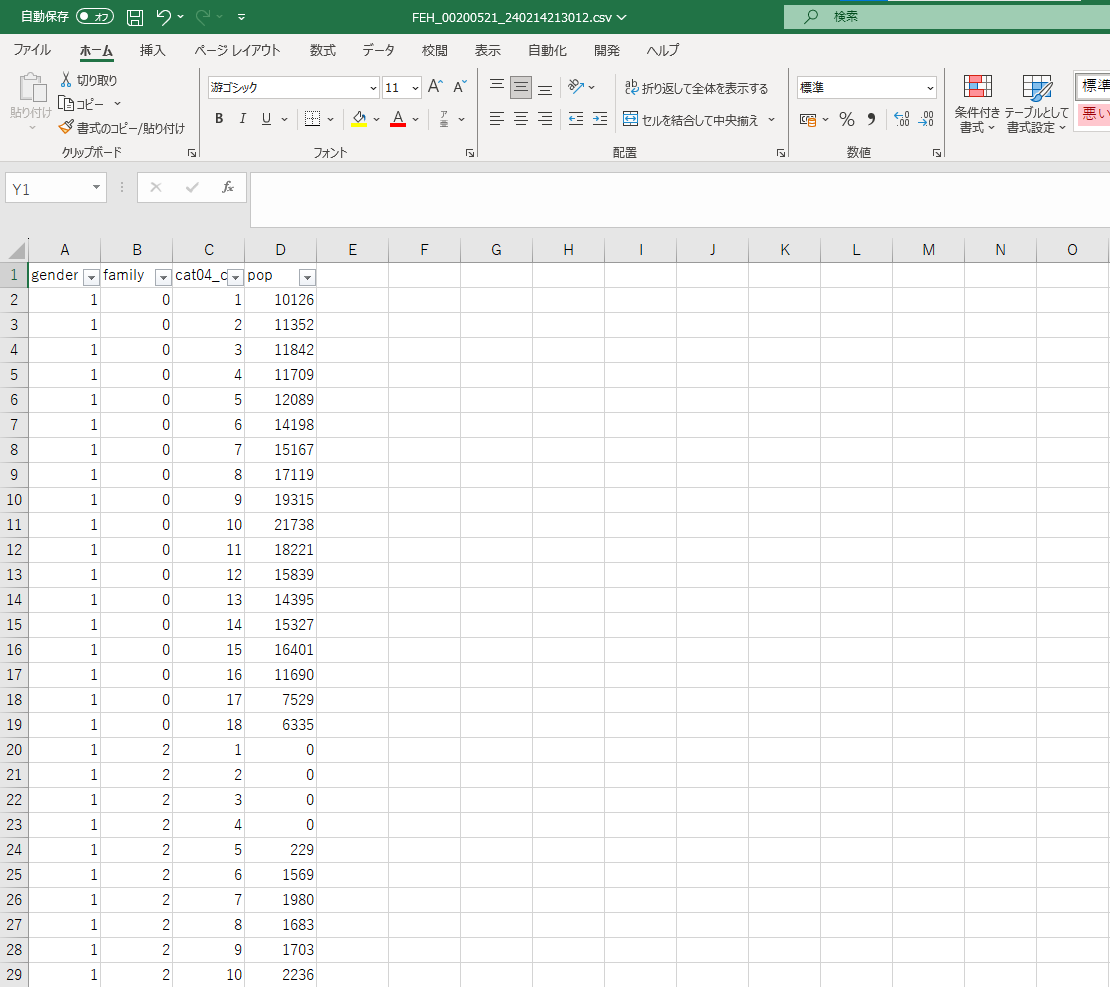 自動保存 オフ FEH_00200521_240214213012.csv 検索
ファイル ホーム 挿入 ページ レイアウト 数式 データ 校閲 表示 自動化 開発 ヘルプ
貼り付け
切り取り
コピー
書式のコピー/貼り付け
クリップボード
游ゴシック 11 A A
B I U A
フォント
折り返して全体を表示する
セルを結合して中央揃え
配置
標準
%
数値
条件付き書式
テーブルとして書式設定
標準
悪い
Y1 fx
A B C D E F G H I J K L M N O
1 gender family cat04_c pop
2 1 0 1 10126
3 1 0 2 11352
4 1 0 3 11842
5 1 0 4 11709
6 1 0 5 12089
7 1 0 6 14198
8 1 0 7 15167
9 1 0 8 17119
10 1 0 9 19315
11 1 0 10 21738
12 1 0 11 18221
13 1 0 12 15839
14 1 0 13 14395
15 1 0 14 15327
16 1 0 15 16401
17 1 0 16 11690
18 1 0 17 7529
19 1 0 18 6335
20 1 2 1 0
21 1 2 2 0
22 1 2 3 0
23 1 2 4 0
24 1 2 5 229
25 1 2 6 1569
26 1 2 7 1980
27 1 2 8 1683
28 1 2 9 1703
29 1 2 10 2236